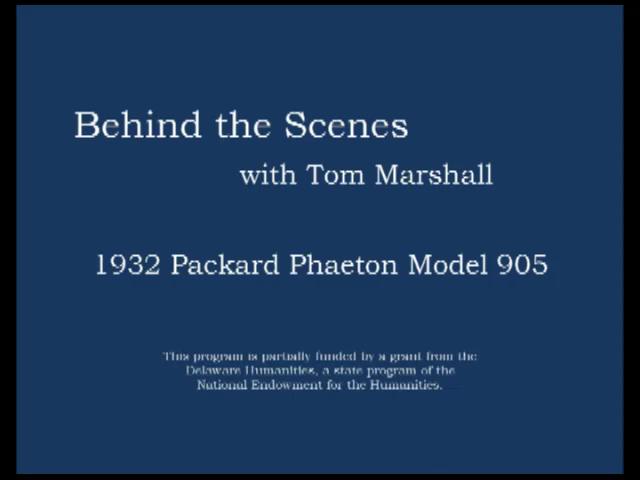 Behind the Scenes
with Tom Marshall
1932 Packard Phaeton Model 905
This program is partially funded by a grant from the
Delaware Humanities, a state program of the
National Endowment for the Humanities.